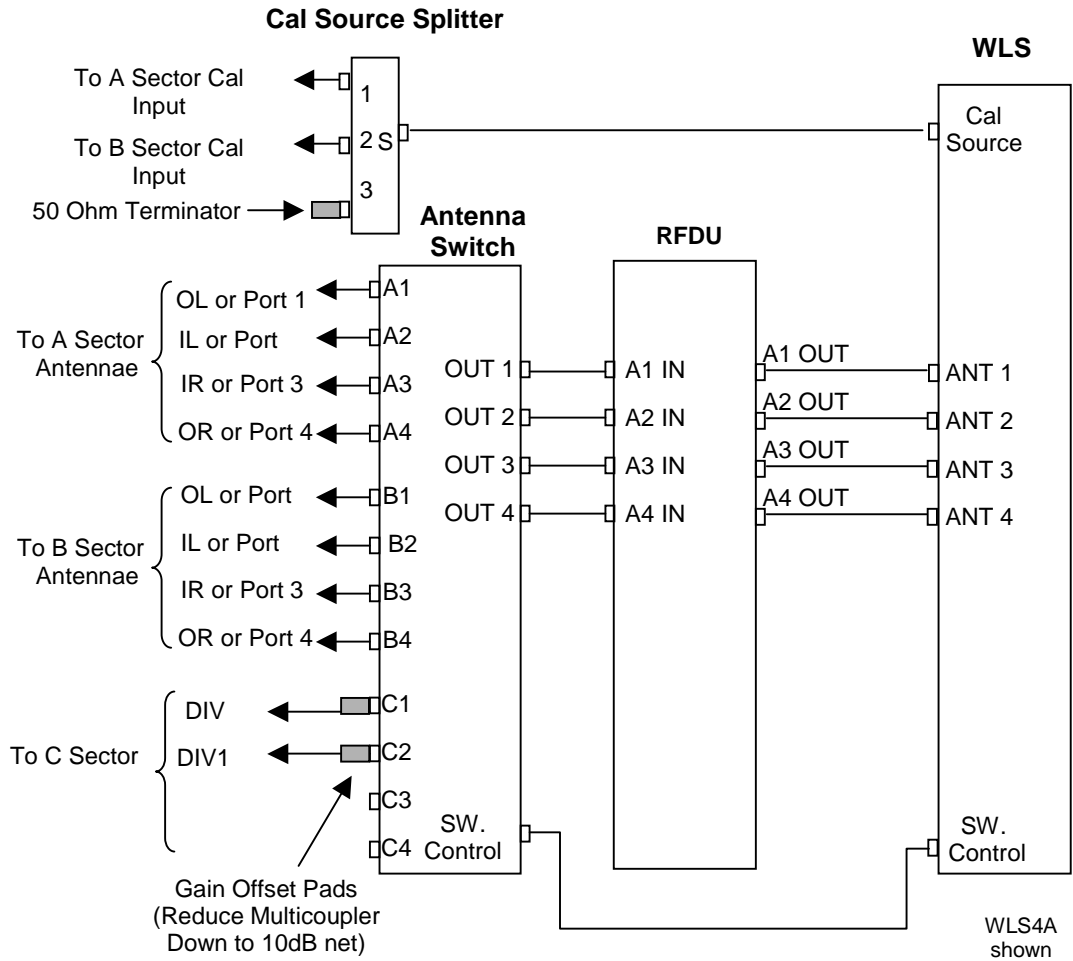 Cal Source Splitter
WLS
To A Sector Cal
Input
1
To B Sector Cal
Input
2 S
3
50 Ohm Terminator
Cal
Source
Antenna
Switch
RFDU
To A Sector
Antennae
OL or Port 1
A1
IL or Port
A2
IR or Port 3
A3
OR or Port 4
A4
OUT 1
OUT 2
OUT 3
OUT 4
A1 IN
A2 IN
A3 IN
A4 IN
A1 OUT
A2 OUT
A3 OUT
A4 OUT
ANT 1
ANT 2
ANT 3
ANT 4
To B Sector
Antennae
OL or Port
B1
IL or Port
B2
IR or Port 3
B3
OR or Port 4
B4
To C Sector
DIV
C1
DIV1
C2
C3
C4
SW.
Control
SW.
Control
Gain Offset Pads
(Reduce Multicoupler
Down to 10dB net)
WLS4A
shown